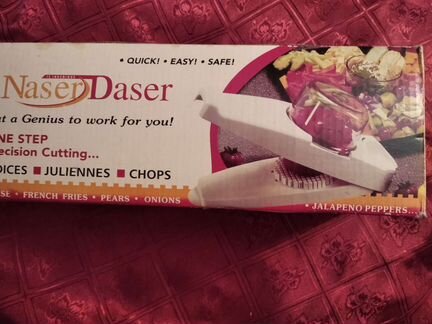 • QUICK! • EASY! • SAFE!
Naser Daser
ut a Genius to work for you!
NE STEP
ecision Cutting...
DICES ■ JULIENNES ■ CHOPS
SE • FRENCH FRIES • PEARS • ONIONS
• JALAPENO PEPPERS...